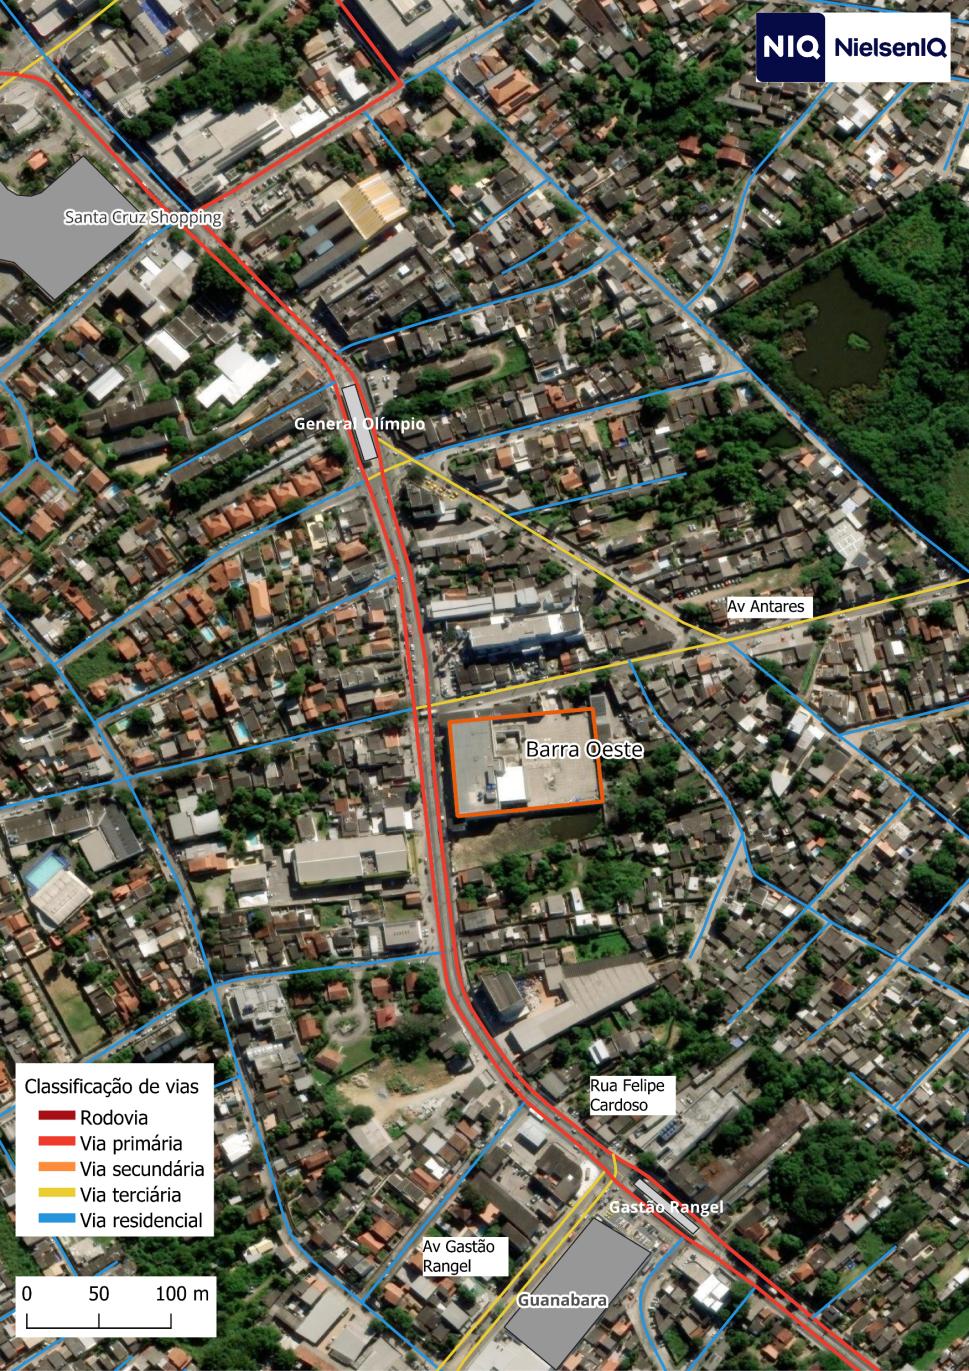 NIQ NielsenIQ
Santa Cruz Shopping
General Olímpio
Av Antares
Barra Oeste
Rua Felipe
Cardoso
Gastão Rangel
Av Gastão
Rangel
Guanabara
Classificação de vias
Rodovia
Via primária
Via secundária
Via terciária
Via residencial
0 50 100 m